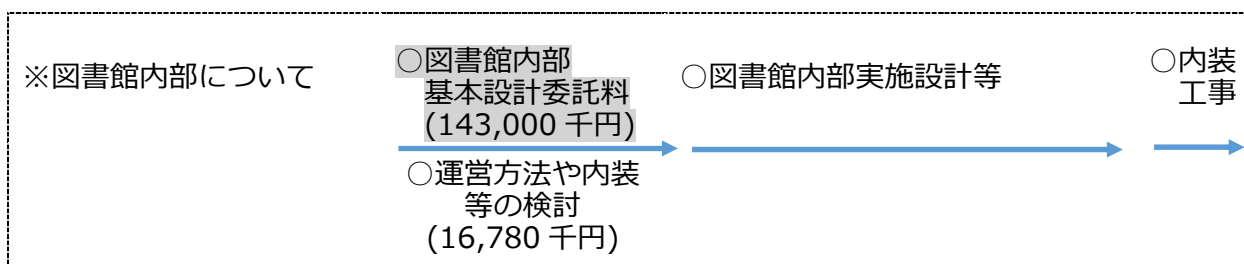 ※図書館内部について
○図書館内部
基本設計委託料
(143,000 千円)
○運営方法や内装
等の検討
(16,780 千円)
○図書館内部実施設計等
○内装
工事